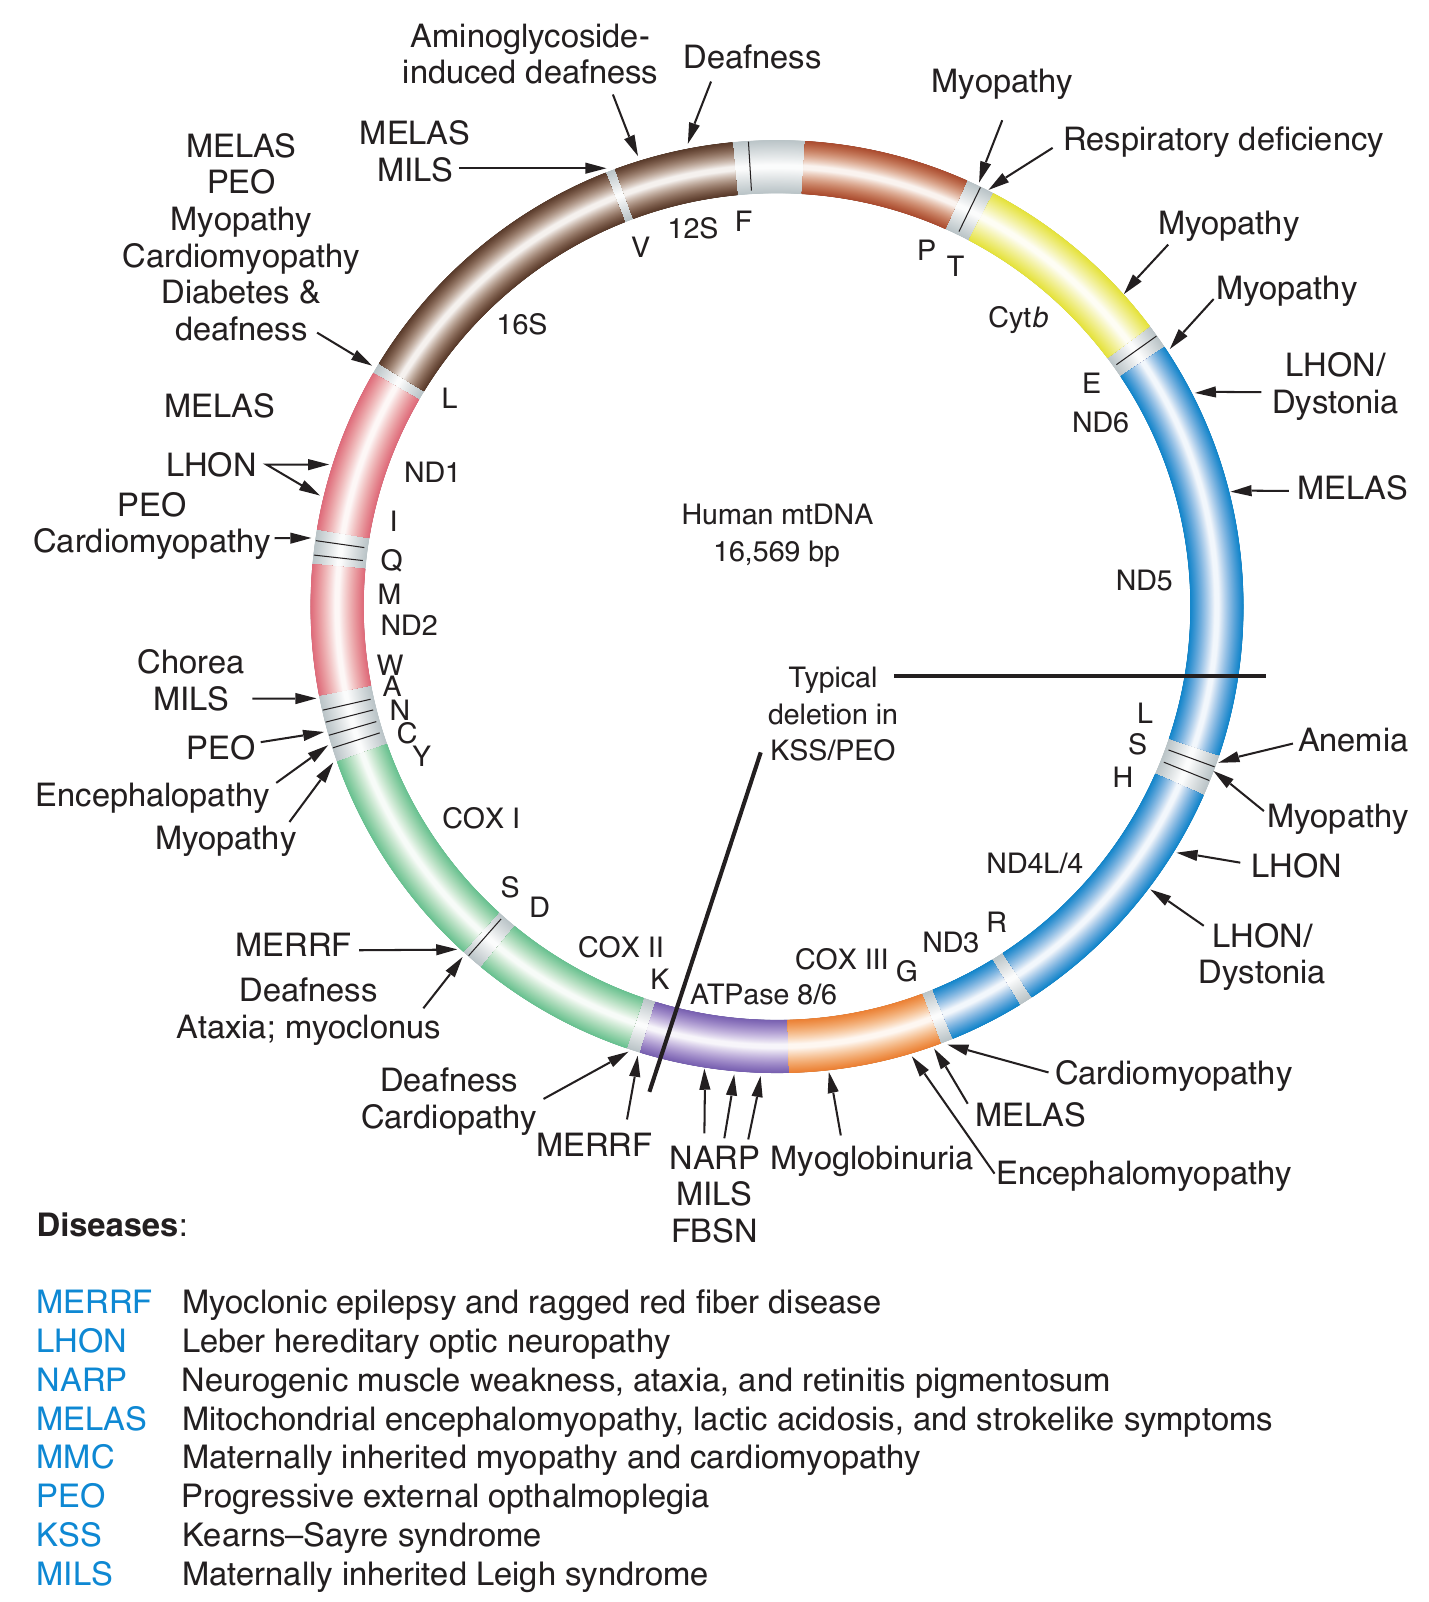 Aminoglycoside-
induced deafness
Deafness
Myopathy
Respiratory deficiency
MELAS
MILS
MELAS
PEO
Myopathy
Cardiomyopathy
Diabetes &
deafness
Myopathy
Myopathy
LHON/
Dystonia
MELAS
MELAS
LHON
PEO
Cardiomyopathy
Chorea
MILS
PEO
Encephalopathy
Myopathy
MERRF
Deafness
Ataxia; myoclonus
Deafness
Cardiopathy
MERRF
NARP
MILS
FBSN
Myoglobinuria
Encephalomyopathy
MELAS
Cardiomyopathy
LHON/
Dystonia
LHON
Myopathy
Anemia
F
12S
V
16S
L
ND1
I
Q
M
ND2
W
A
N
C
Y
COX I
S
D
COX II
K
ATPase 8/6
COX III
G
ND3
R
ND4L/4
H
S
L
ND5
ND6
E
Cytb
T
P
Human mtDNA
16,569 bp
Typical
deletion in
KSS/PEO
Diseases:
MERRF Myoclonic epilepsy and ragged red fiber disease
LHON Leber hereditary optic neuropathy
NARP Neurogenic muscle weakness, ataxia, and retinitis pigmentosum
MELAS Mitochondrial encephalomyopathy, lactic acidosis, and strokelike symptoms
MMC Maternally inherited myopathy and cardiomyopathy
PEO Progressive external opthalmoplegia
KSS Kearns–Sayre syndrome
MILS Maternally inherited Leigh syndrome